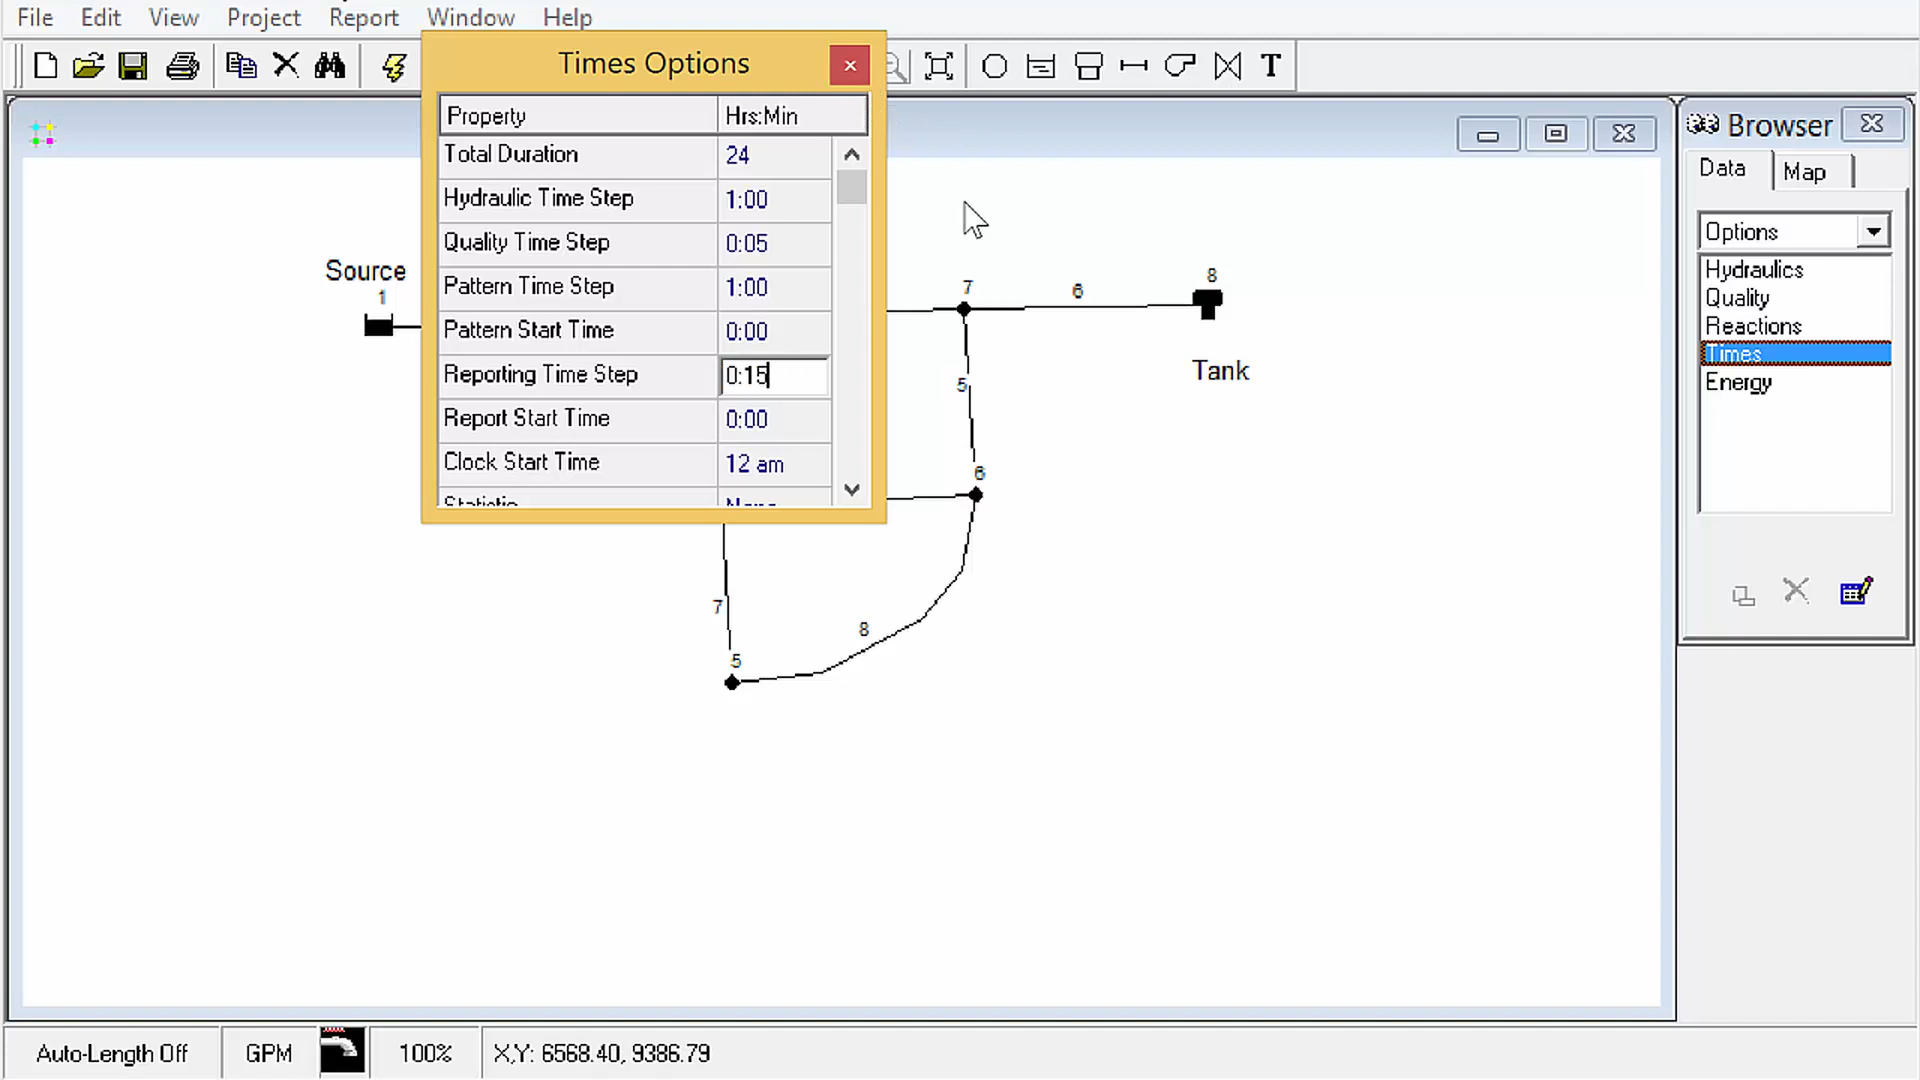 File Edit View Project Report Window Help
Times Options
Property Hrs:Min
Total Duration 24
Hydraulic Time Step 1:00
Quality Time Step 0:05
Pattern Time Step 1:00
Pattern Start Time 0:00
Reporting Time Step 0:15
Report Start Time 0:00
Clock Start Time 12 am
Statistic None
T
Source
1
7
6
8
5
Tank
6
7
8
5
Browser
Data Map
Options
Hydraulics
Quality
Reactions
Times
Energy
Auto-Length Off GPM 100% X,Y: 6568.40, 9386.79